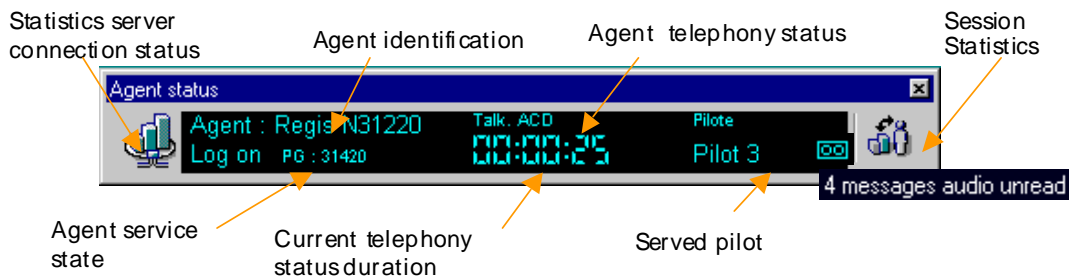 Statistics server
connection status
Agent identification
Agent telephony status
Session
Statistics
Agent status
Agent : Regis N31220
Talk. ACD
Pilote
Log on PG : 31420
00:00:25
Pilot 3
4 messages audio unread
Agent service
state
Current telephony
status duration
Served pilot